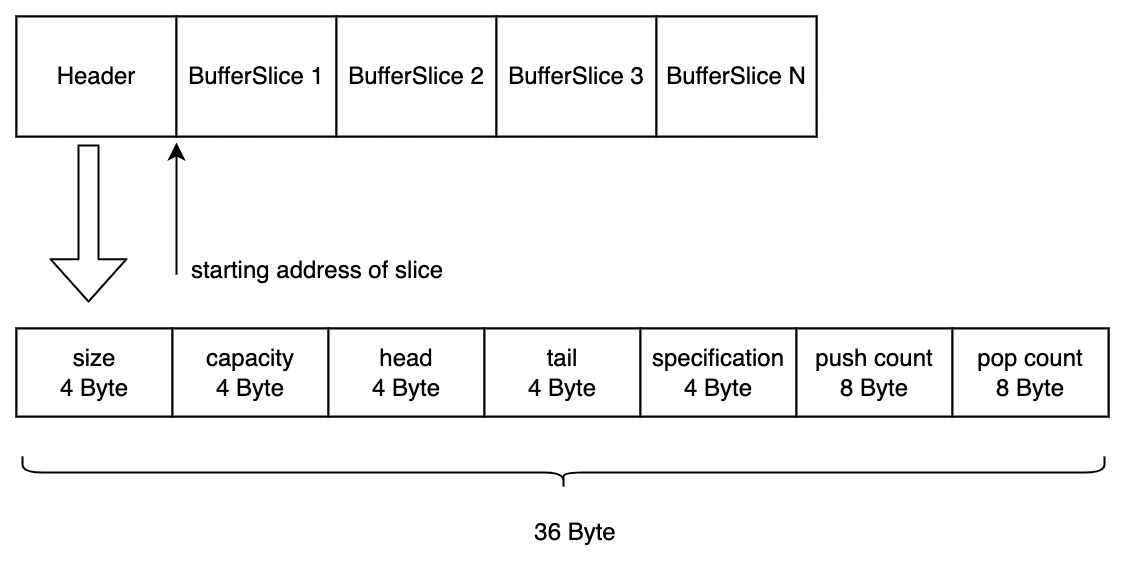 Header
BufferSlice 1
BufferSlice 2
BufferSlice 3
BufferSlice N
starting address of slice
size
4 Byte
capacity
4 Byte
head
4 Byte
tail
4 Byte
specification
4 Byte
push count
8 Byte
pop count
8 Byte
36 Byte